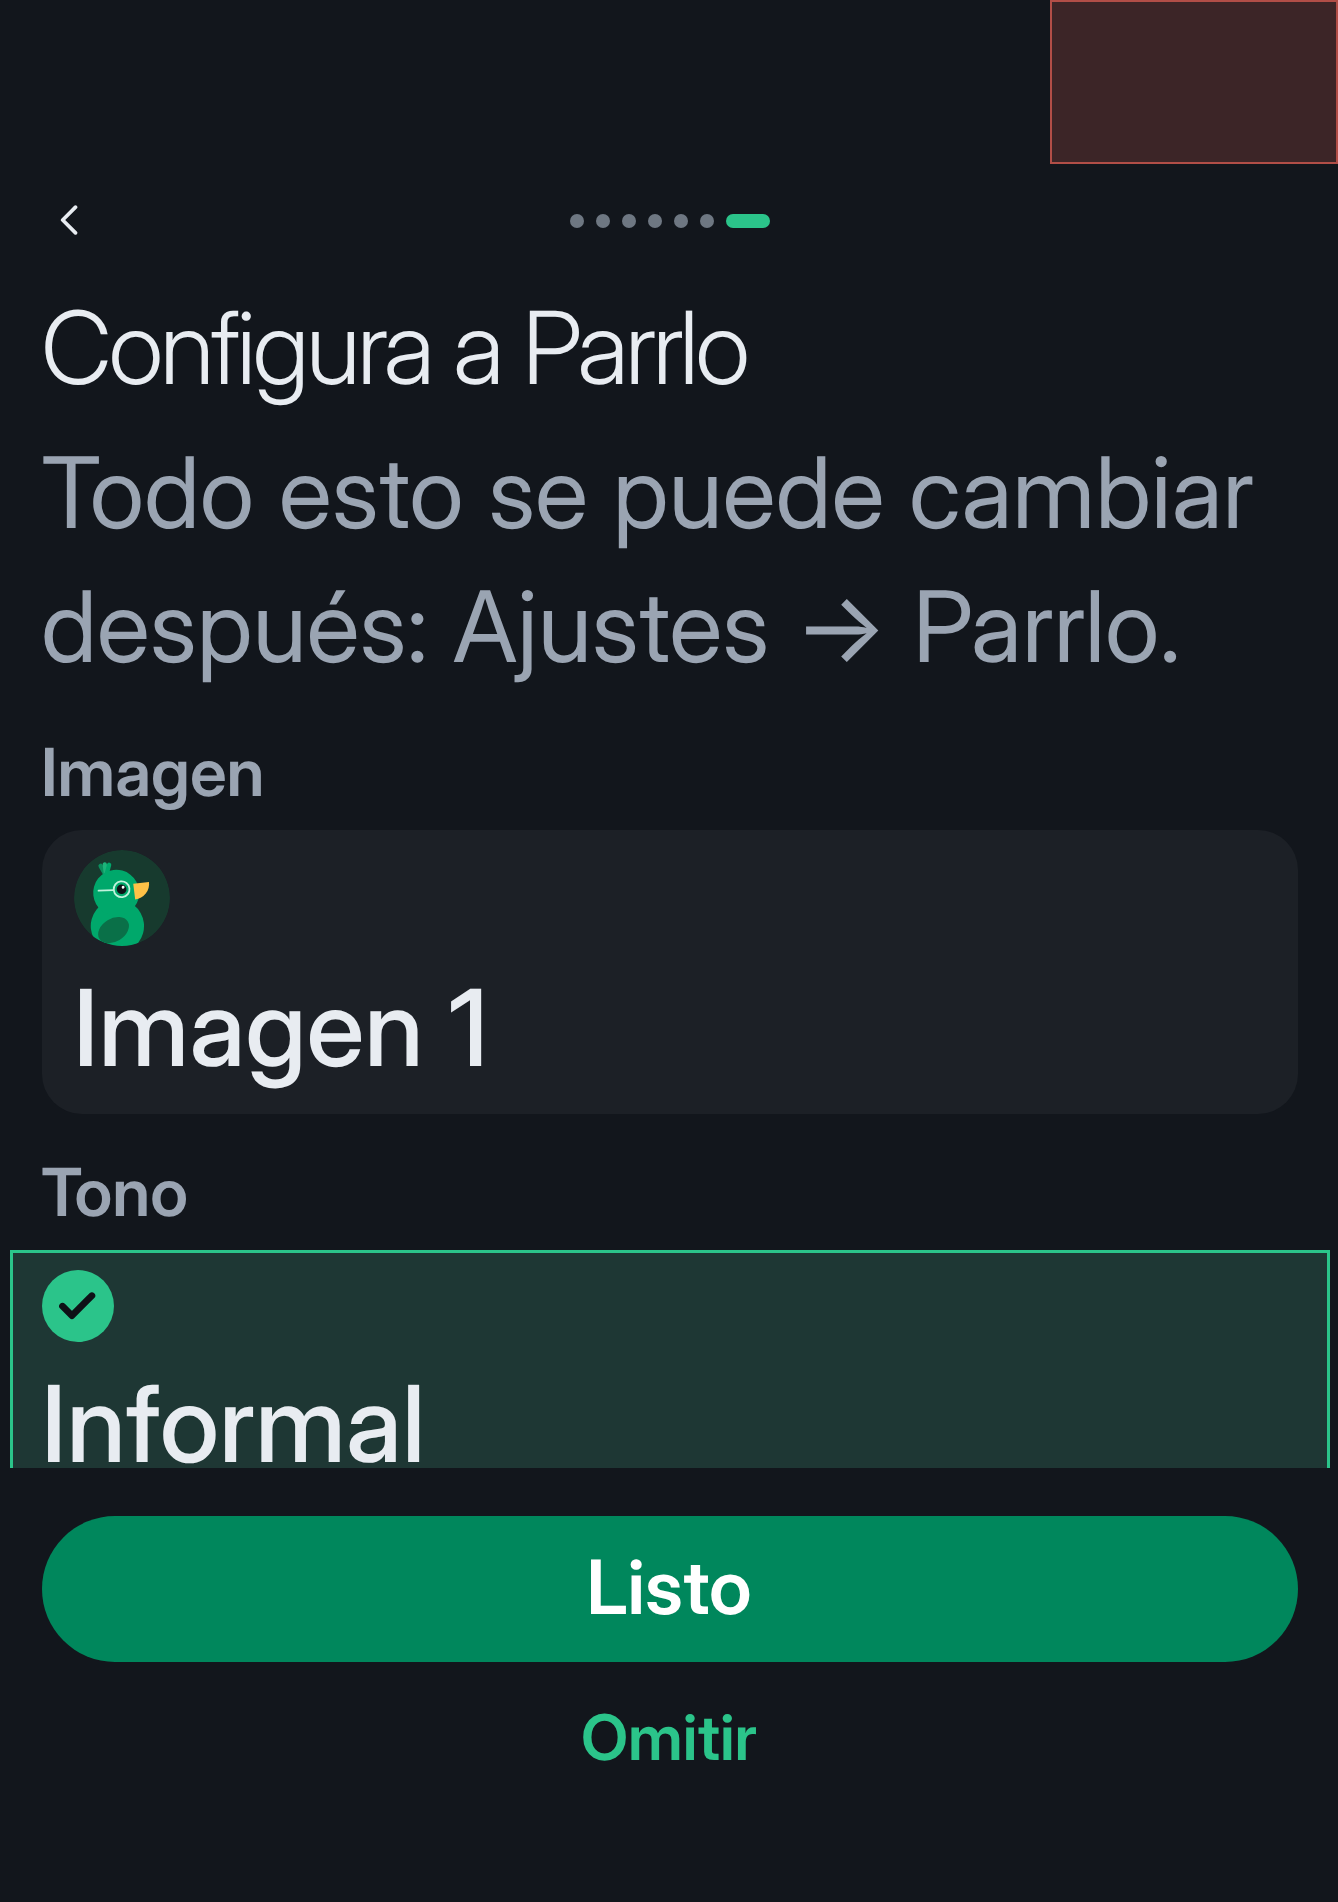 Configura a Parrlo
Todo esto se puede cambiar
después: Ajustes → Parrlo.
Imagen
Imagen 1
Tono
Informal
Listo
Omitir